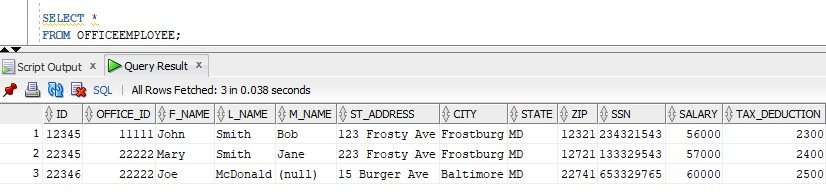 SELECT *
FROM OFFICEEMPLOYEE;
Script Output x Query Result x
SQL | All Rows Fetched: 3 in 0.038 seconds
ID OFFICE_ID F_NAME L_NAME M_NAME ST_ADDRESS CITY STATE ZIP SSN SALARY TAX_DEDUCTION
1 12345 11111 John Smith Bob 123 Frosty Ave Frostburg MD 12321 234321543 56000 2300
2 22345 22222 Mary Smith Jane 223 Frosty Ave Frostburg MD 12721 133329543 57000 2400
3 22346 22222 Joe McDonald (null) 15 Burger Ave Baltimore MD 22741 653329765 60000 2500